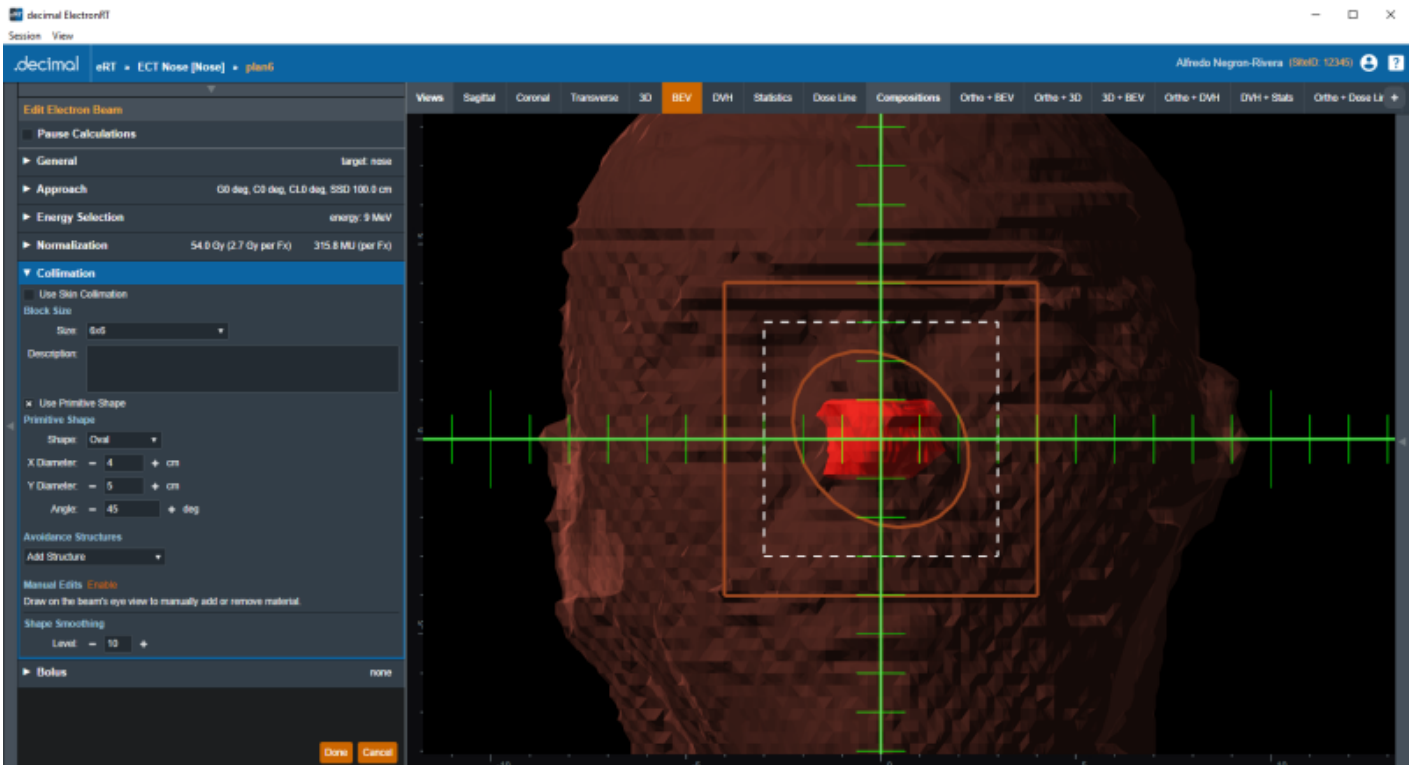 decimal ElectronRT
Session View
.decimal eRT » ECT Nose [Nose] » plan6
Alfredo Negron-Rivera (SiteID: 12345)
Views Sagittal Coronal Transverse 3D BEV DVH Statistics Dose Line Compositions Ortho + BEV Ortho + 3D 3D + BEV Ortho + DVH DVH + Stats Ortho + Dose Lir +
Edit Electron Beam
Pause Calculations
General target: nose
Approach G0 deg, C0 deg, CL0 deg, SSD 100.0 cm
Energy Selection energy: 9 MeV
Normalization 54.0 Gy (2.7 Gy per Fx) 315.8 MU (per Fx)
Collimation
Use Skin Collimation
Block Size
Size: 6x6
Description:
Use Primitive Shape
Primitive Shape
Shape: Oval
X Diameter: − 4 + cm
Y Diameter: − 5 + cm
Angle: − 45 + deg
Avoidance Structures
Add Structure
Manual Edits Enable
Draw on the beam's eye view to manually add or remove material.
Shape Smoothing
Level: − 10 +
Bolus none
Done Cancel